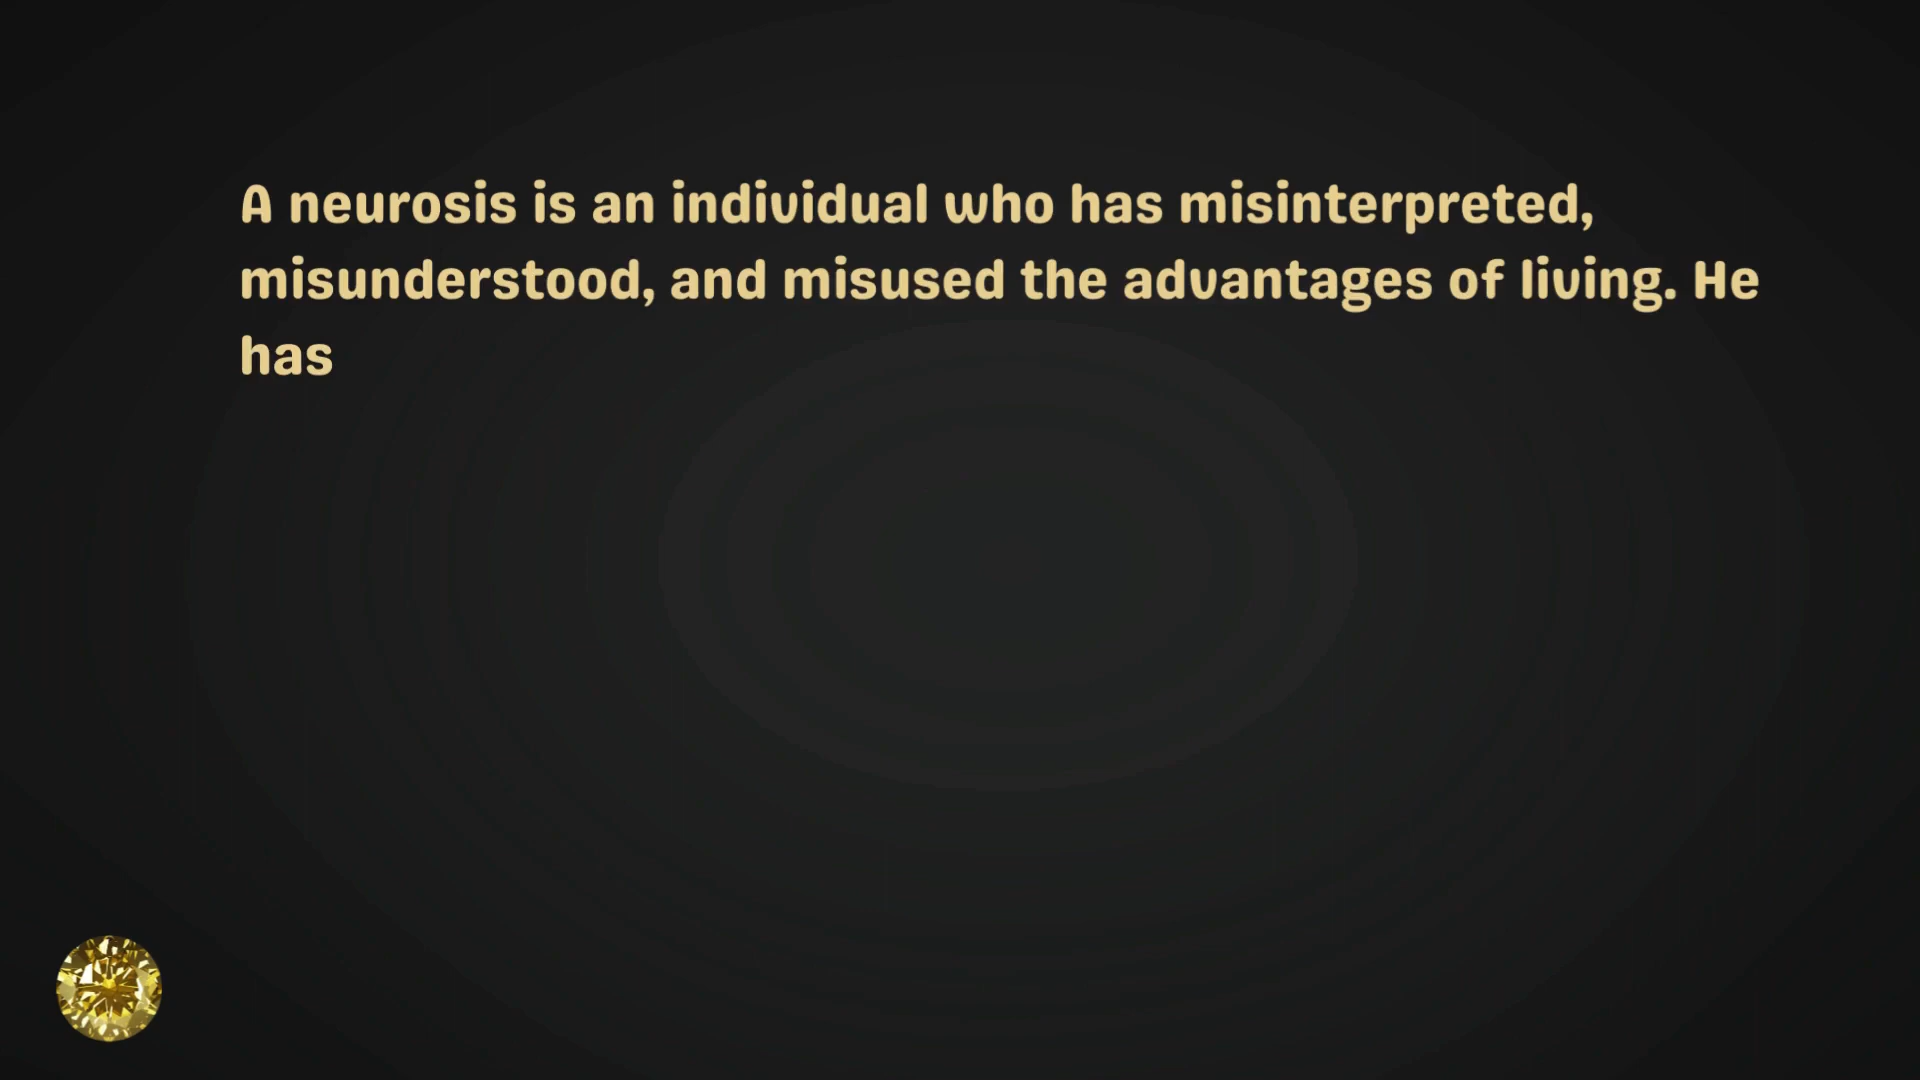 A neurosis is an individual who has misinterpreted,
misunderstood, and misused the advantages of living. He
has